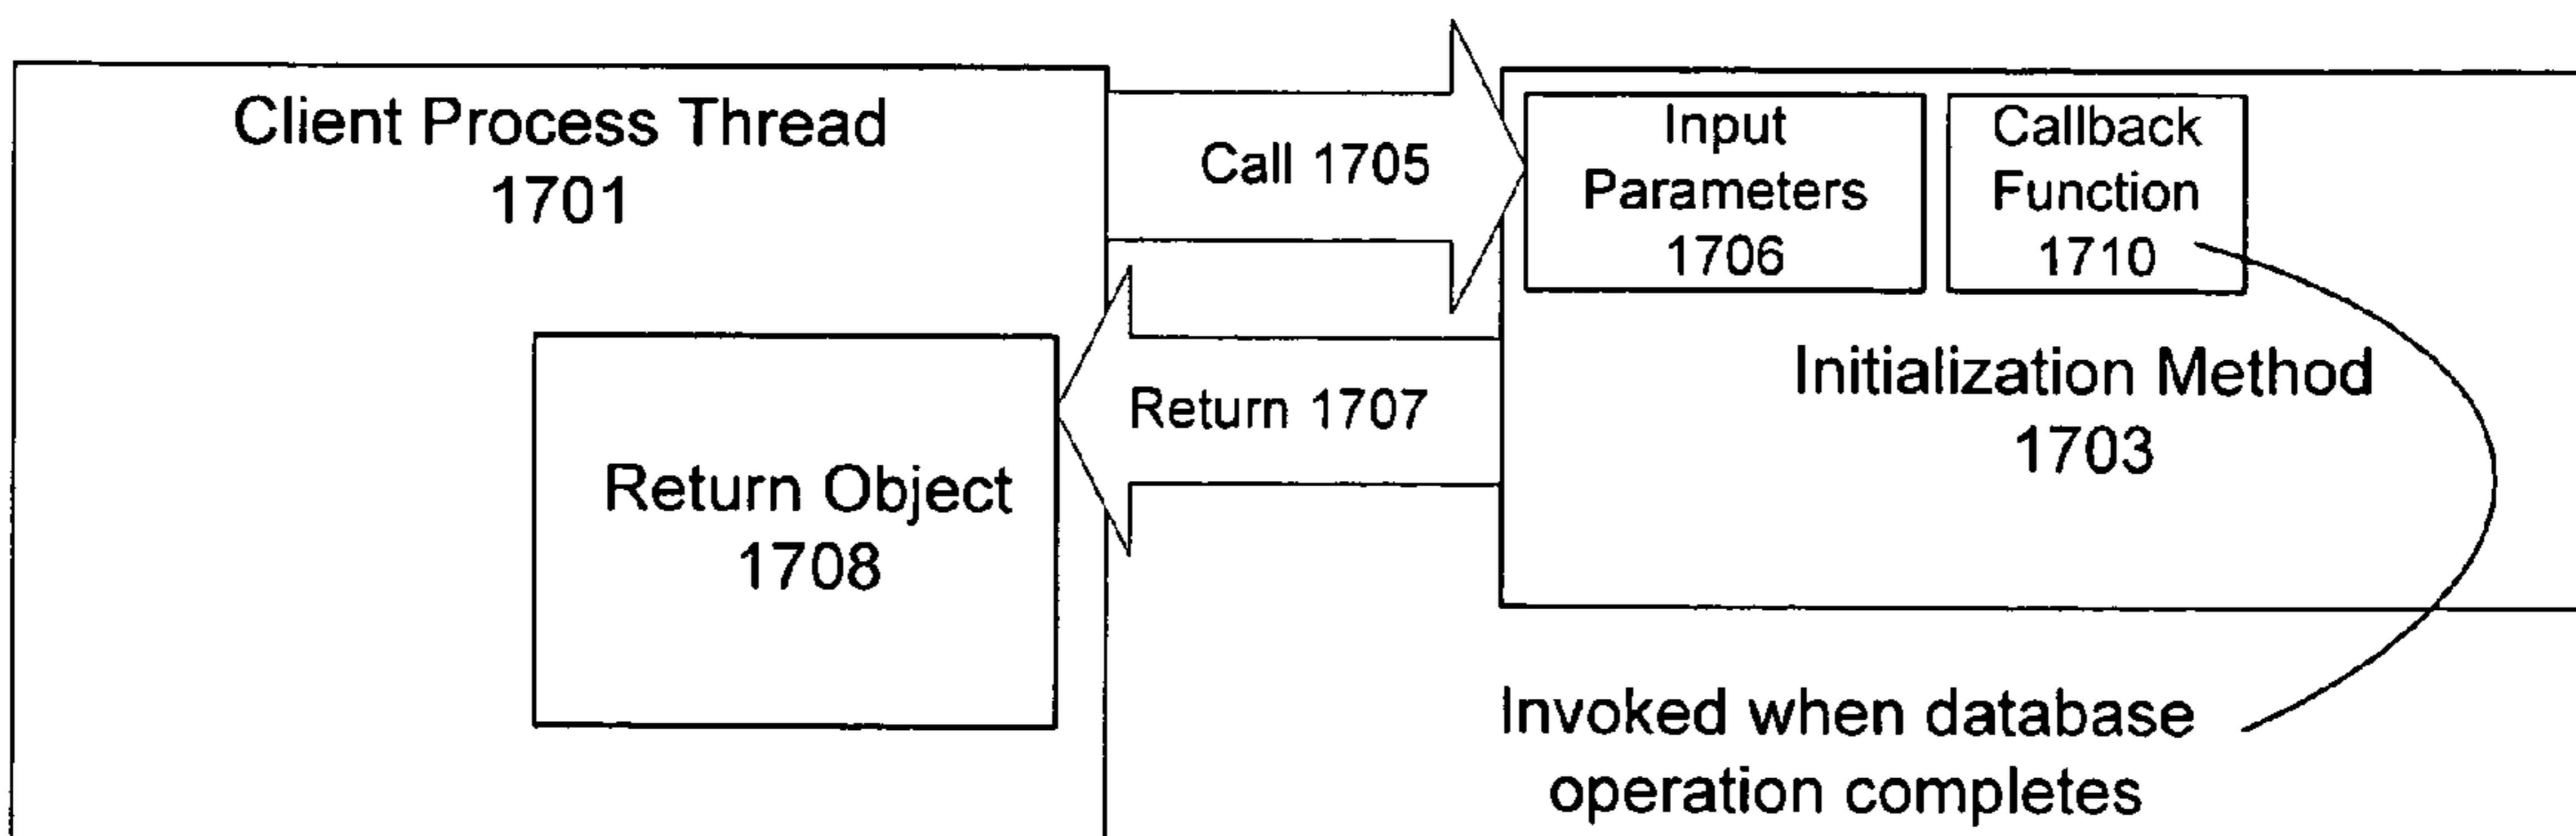 Client Process Thread
1701
Call 1705
Input
Parameters
1706
Callback
Function
1710
Return 1707
Initialization Method
1703
Return Object
1708
Invoked when database
operation completes